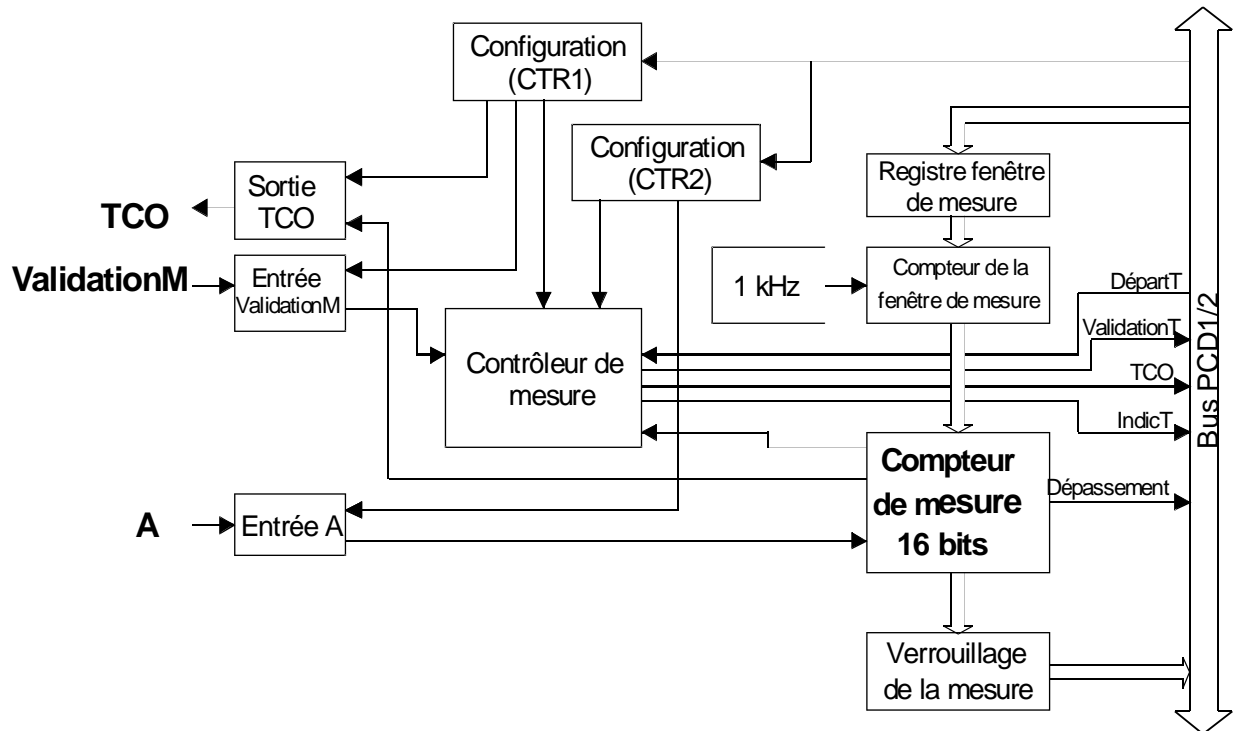 Configuration
(CTR1)
Configuration
(CTR2)
Sortie
TCO
TCO
Registre fenêtre
de mesure
ValidationM
Entrée
ValidationM
1 kHz
Compteur de la
fenêtre de mesure
DépartT
ValidationT
TCO
IndicT
Contrôleur de
mesure
Bus PCD1/2
Compteur
de mesure
16 bits
Dépassement
A
Entrée A
Verrouillage
de la mesure